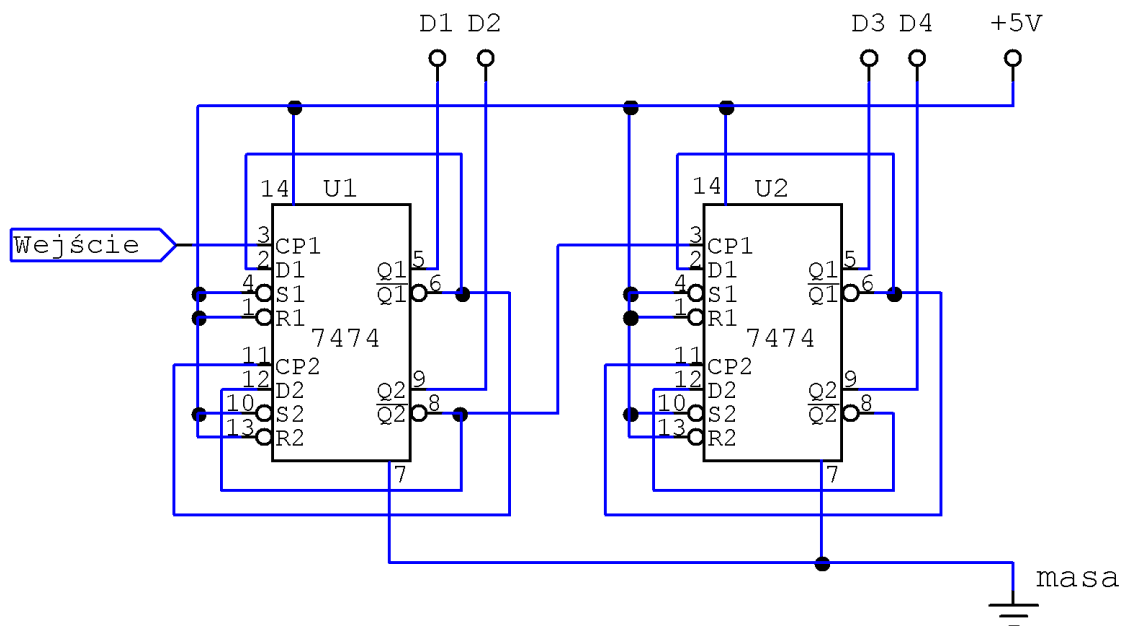 D1 D2 D3 D4 +5V
14 U1 14 U2
Wejście
3 CP1 3 CP1
2 D1 Q1 5 2 D1 Q1 5
4 S1 Q1 6 4 S1 Q1 6
1 R1 1 R1
7474 7474
11 CP2 11 CP2
12 D2 Q2 9 12 D2 Q2 9
10 S2 Q2 8 10 S2 Q2 8
13 R2 13 R2
7 7
masa